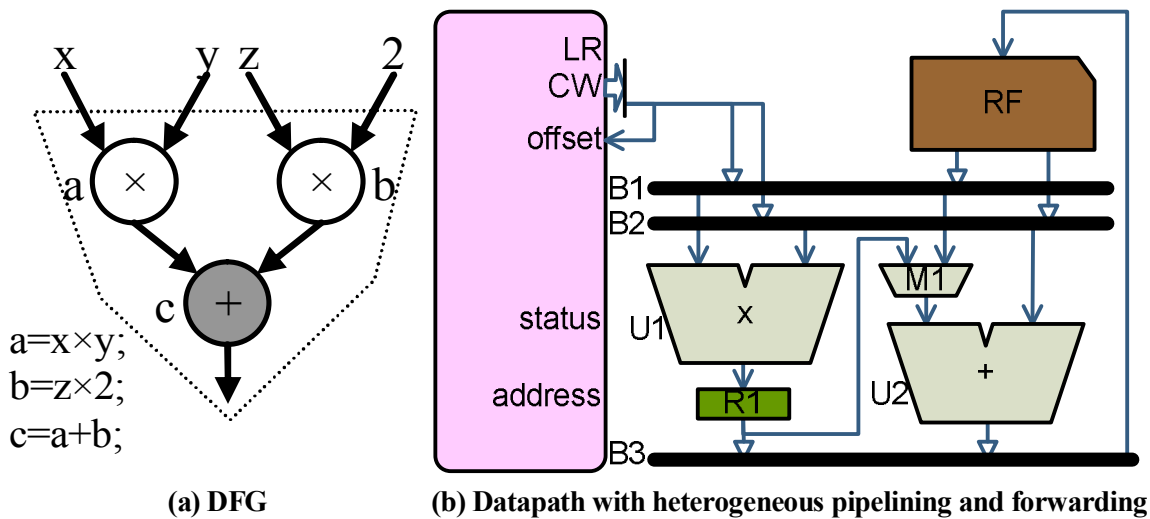 x
y
z
2
a
×
×
b
c
+
a=x×y;
b=z×2;
c=a+b;
(a) DFG
LR
CW
offset
status
address
RF
B1
B2
M1
U1
x
U2
+
R1
B3
(b) Datapath with heterogeneous pipelining and forwarding